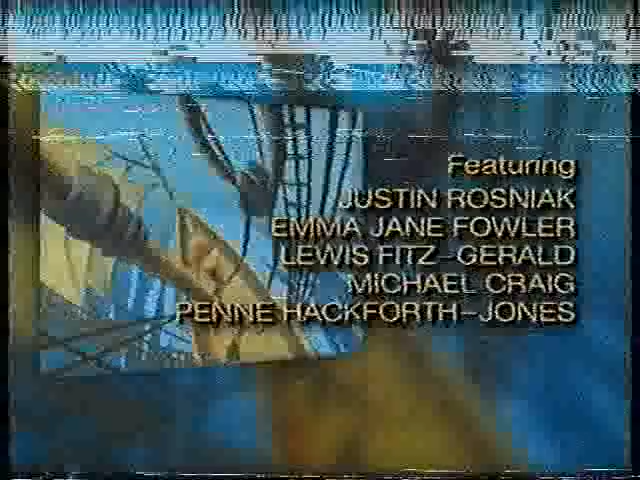 Featuring
JUSTIN ROSNIAK
EMMA JANE FOWLER
LEWIS FITZ-GERALD
MICHAEL CRAIG
PENNE HACKFORTH-JONES